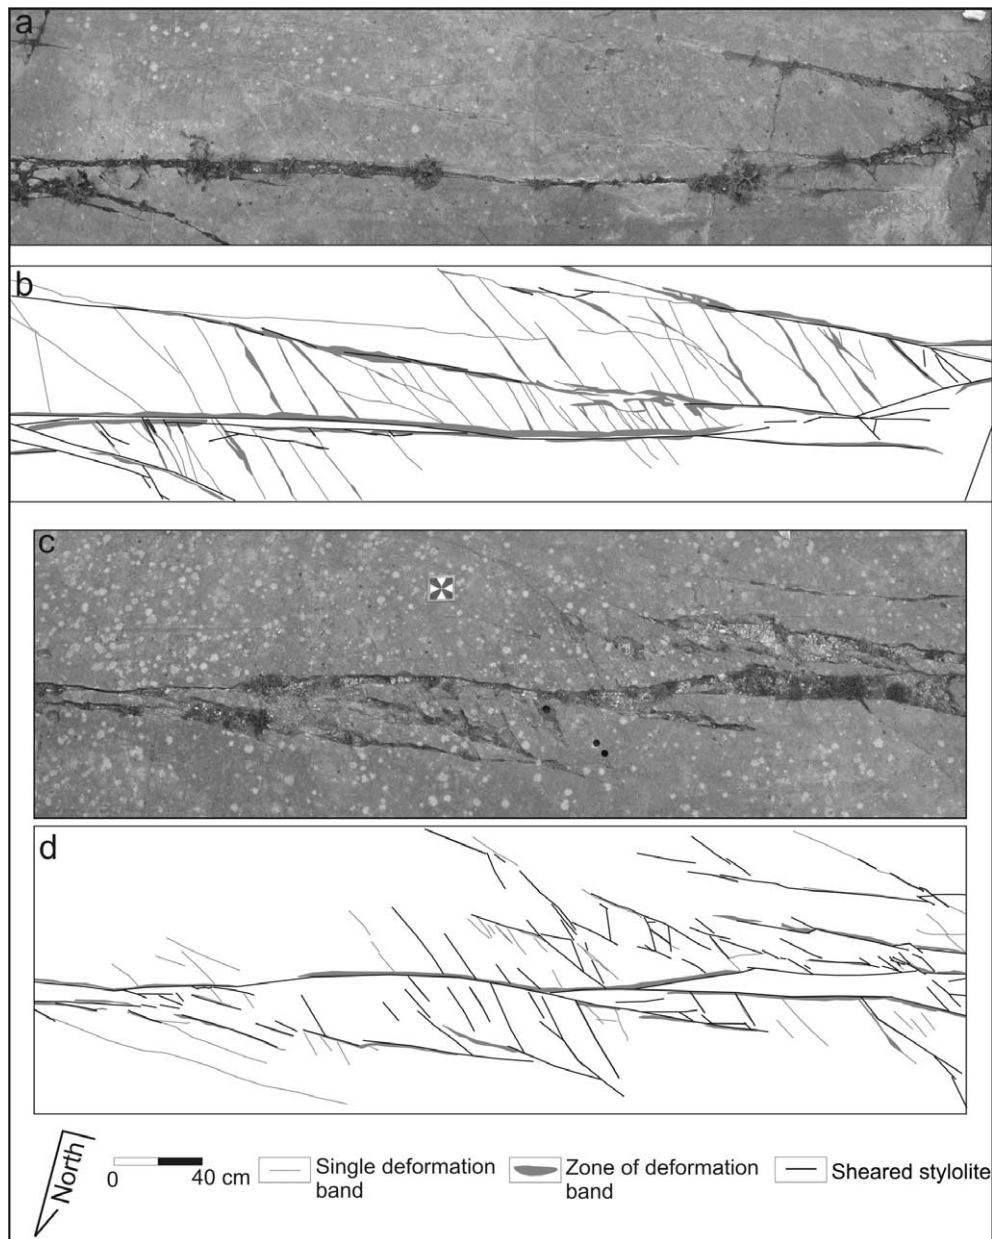 a
b
c
d
North
0 40 cm
Single deformation
band
Zone of deformation
band
Sheared stylolite